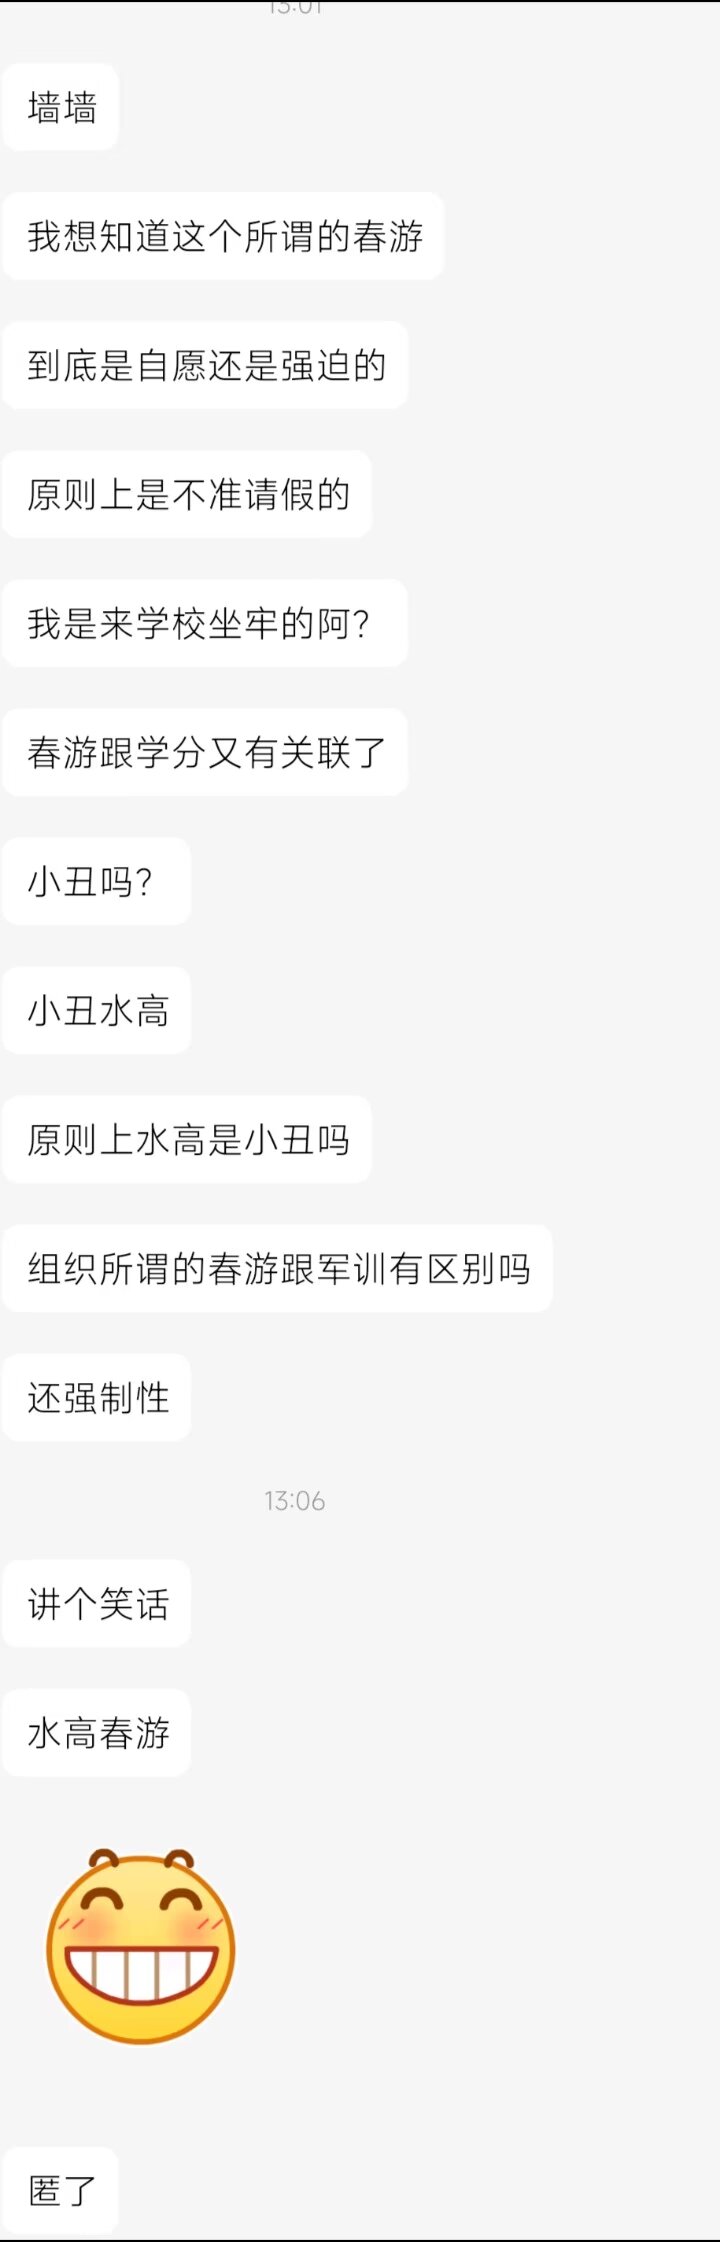 13:01
墙墙
我想知道这个所谓的春游
到底是自愿还是强迫的
原则上是不准请假的
我是来学校坐牢的阿？
春游跟学分又有关联了
小丑吗？
小丑水高
原则上水高是小丑吗
组织所谓的春游跟军训有区别吗
还强制性
13:06
讲个笑话
水高春游
匿了